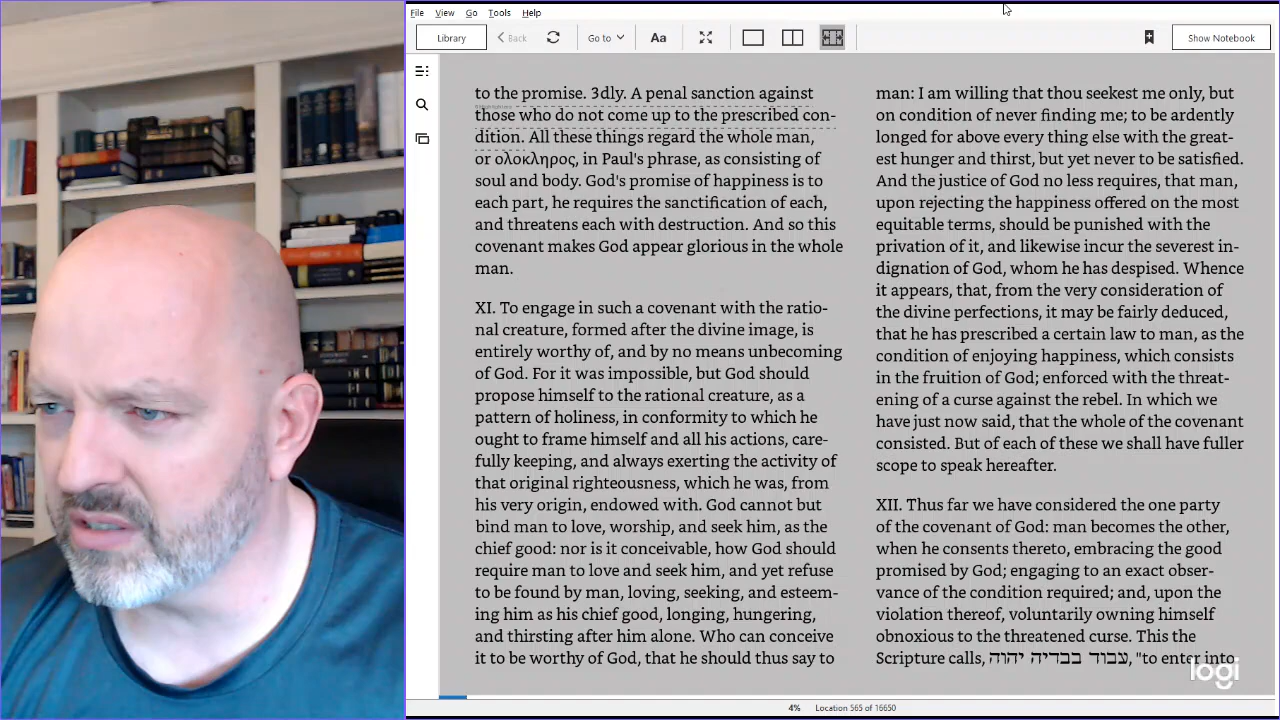 File View Go Tools Help
Library Back Go to Aa Show Notebook
to the promise. 3dly. A penal sanction against
those who do not come up to the prescribed con-
dition. All these things regard the whole man,
or ολοκληρος, in Paul's phrase, as consisting of
soul and body. God's promise of happiness is to
each part, he requires the sanctification of each,
and threatens each with destruction. And so this
covenant makes God appear glorious in the whole
man.
XI. To engage in such a covenant with the ratio-
nal creature, formed after the divine image, is
entirely worthy of, and by no means unbecoming
of God. For it was impossible, but God should
propose himself to the rational creature, as a
pattern of holiness, in conformity to which he
ought to frame himself and all his actions, care-
fully keeping, and always exerting the activity of
that original righteousness, which he was, from
his very origin, endowed with. God cannot but
bind man to love, worship, and seek him, as the
chief good: nor is it conceivable, how God should
require man to love and seek him, and yet refuse
to be found by man, loving, seeking, and esteem-
ing him as his chief good, longing, hungering,
and thirsting after him alone. Who can conceive
it to be worthy of God, that he should thus say to
man: I am willing that thou seekest me only, but
on condition of never finding me; to be ardently
longed for above every thing else with the great-
est hunger and thirst, but yet never to be satisfied.
And the justice of God no less requires, that man,
upon rejecting the happiness offered on the most
equitable terms, should be punished with the
privation of it, and likewise incur the severest in-
dignation of God, whom he has despised. Whence
it appears, that, from the very consideration of
the divine perfections, it may be fairly deduced,
that he has prescribed a certain law to man, as the
condition of enjoying happiness, which consists
in the fruition of God; enforced with the threat-
ening of a curse against the rebel. In which we
have just now said, that the whole of the covenant
consisted. But of each of these we shall have fuller
scope to speak hereafter.
XII. Thus far we have considered the one party
of the covenant of God: man becomes the other,
when he consents thereto, embracing the good
promised by God; engaging to an exact obser-
vance of the condition required; and, upon the
violation thereof, voluntarily owning himself
obnoxious to the threatened curse. This the
Scripture calls, עבוד בבדיה יהוה, "to enter into
logi
4% Location 565 of 16650